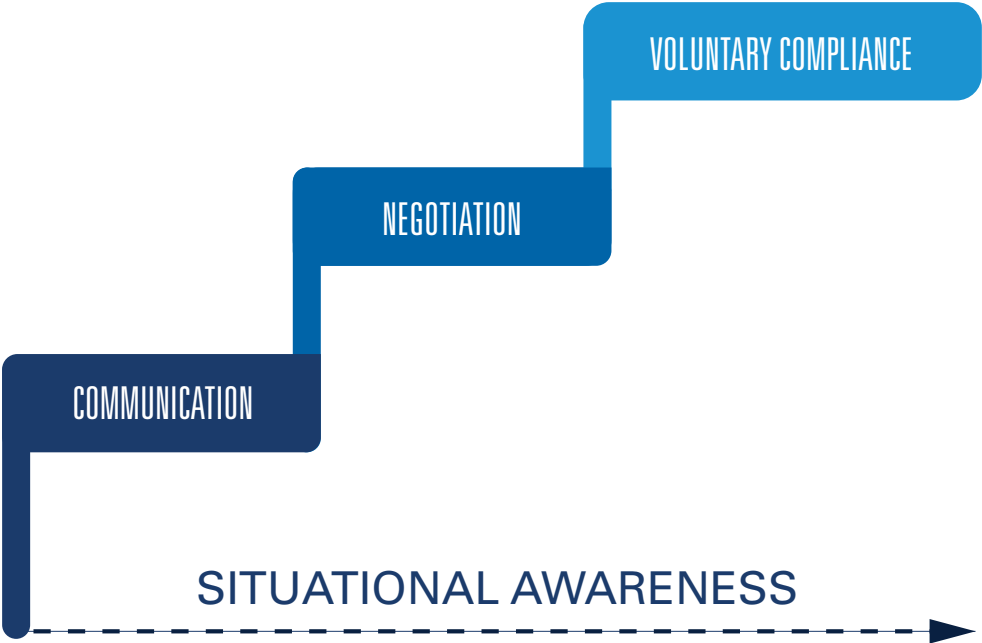 VOLUNTARY COMPLIANCE
NEGOTIATION
COMMUNICATION
SITUATIONAL AWARENESS